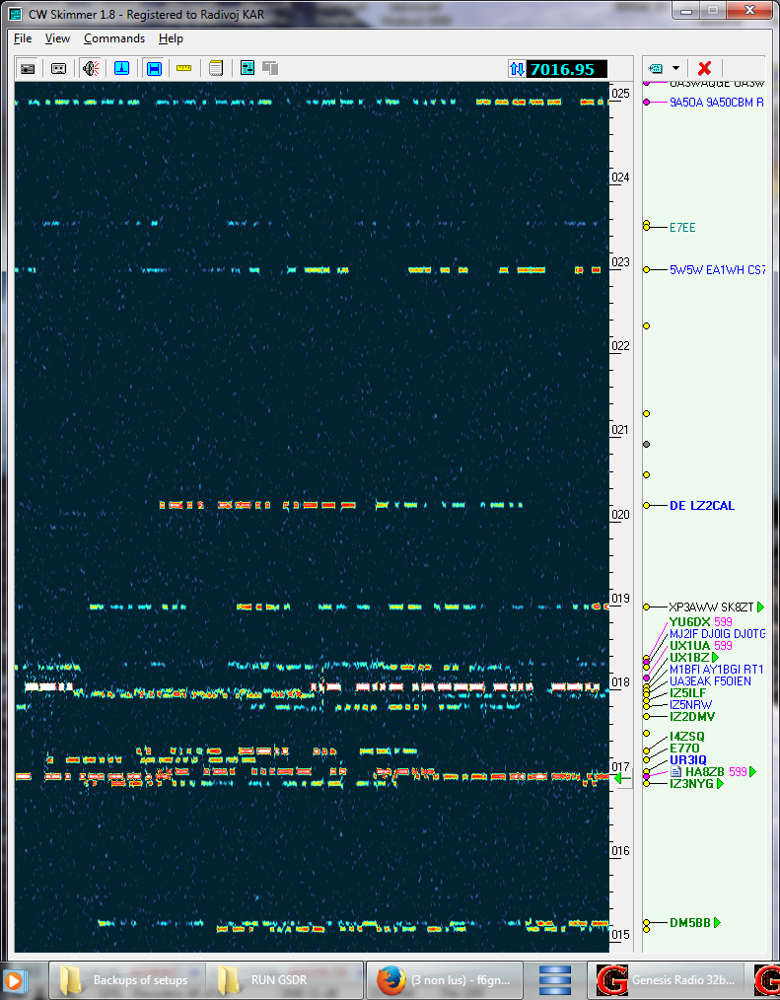 CW Skimmer 1.8 - Registered to Radivoj KAR
File View Commands Help
7016.95
025
9A5OA 9A50CBM R
024
E7EE
023
5W5W EA1WH CS7
022
021
020
DE LZ2CAL
019
XP3AWW SK8ZT
YU6DX 599
MJ2IF DJ0IG DJ0TG
UX1UA 599
UX1BZ
M1BFI AY1BGI RT1
018
UA3EAK F5OIEN
IZ5ILF
IZ5NRW
IZ2DMV
I4ZSQ
E77O
UR3IQ
017
HA8ZB 599
IZ3NYG
016
DM5BB
015
Backups of setups
RUN GSDR
(3 non lus) - f6gn...
Genesis Radio 32b...